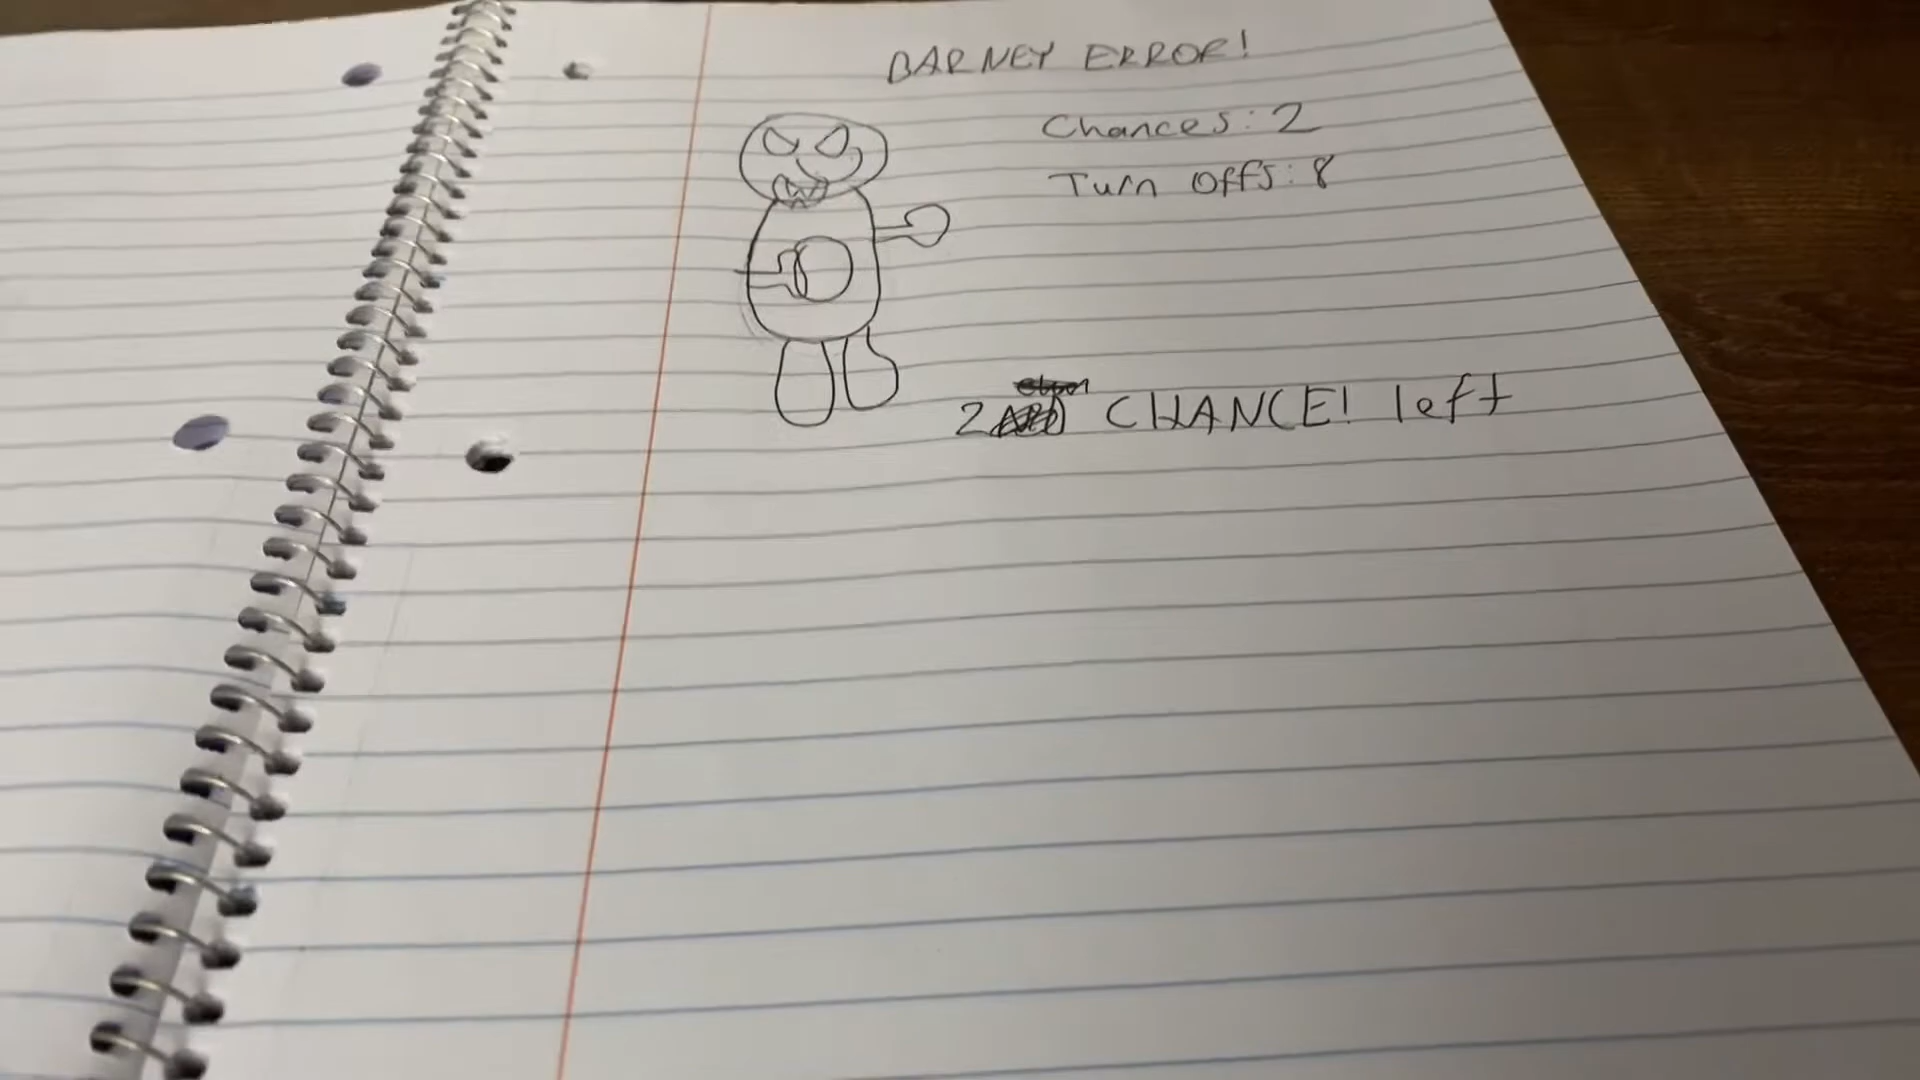 BARNEY ERROR!
Chances: 2
Turn Offs: 8
2 CHANCE! left